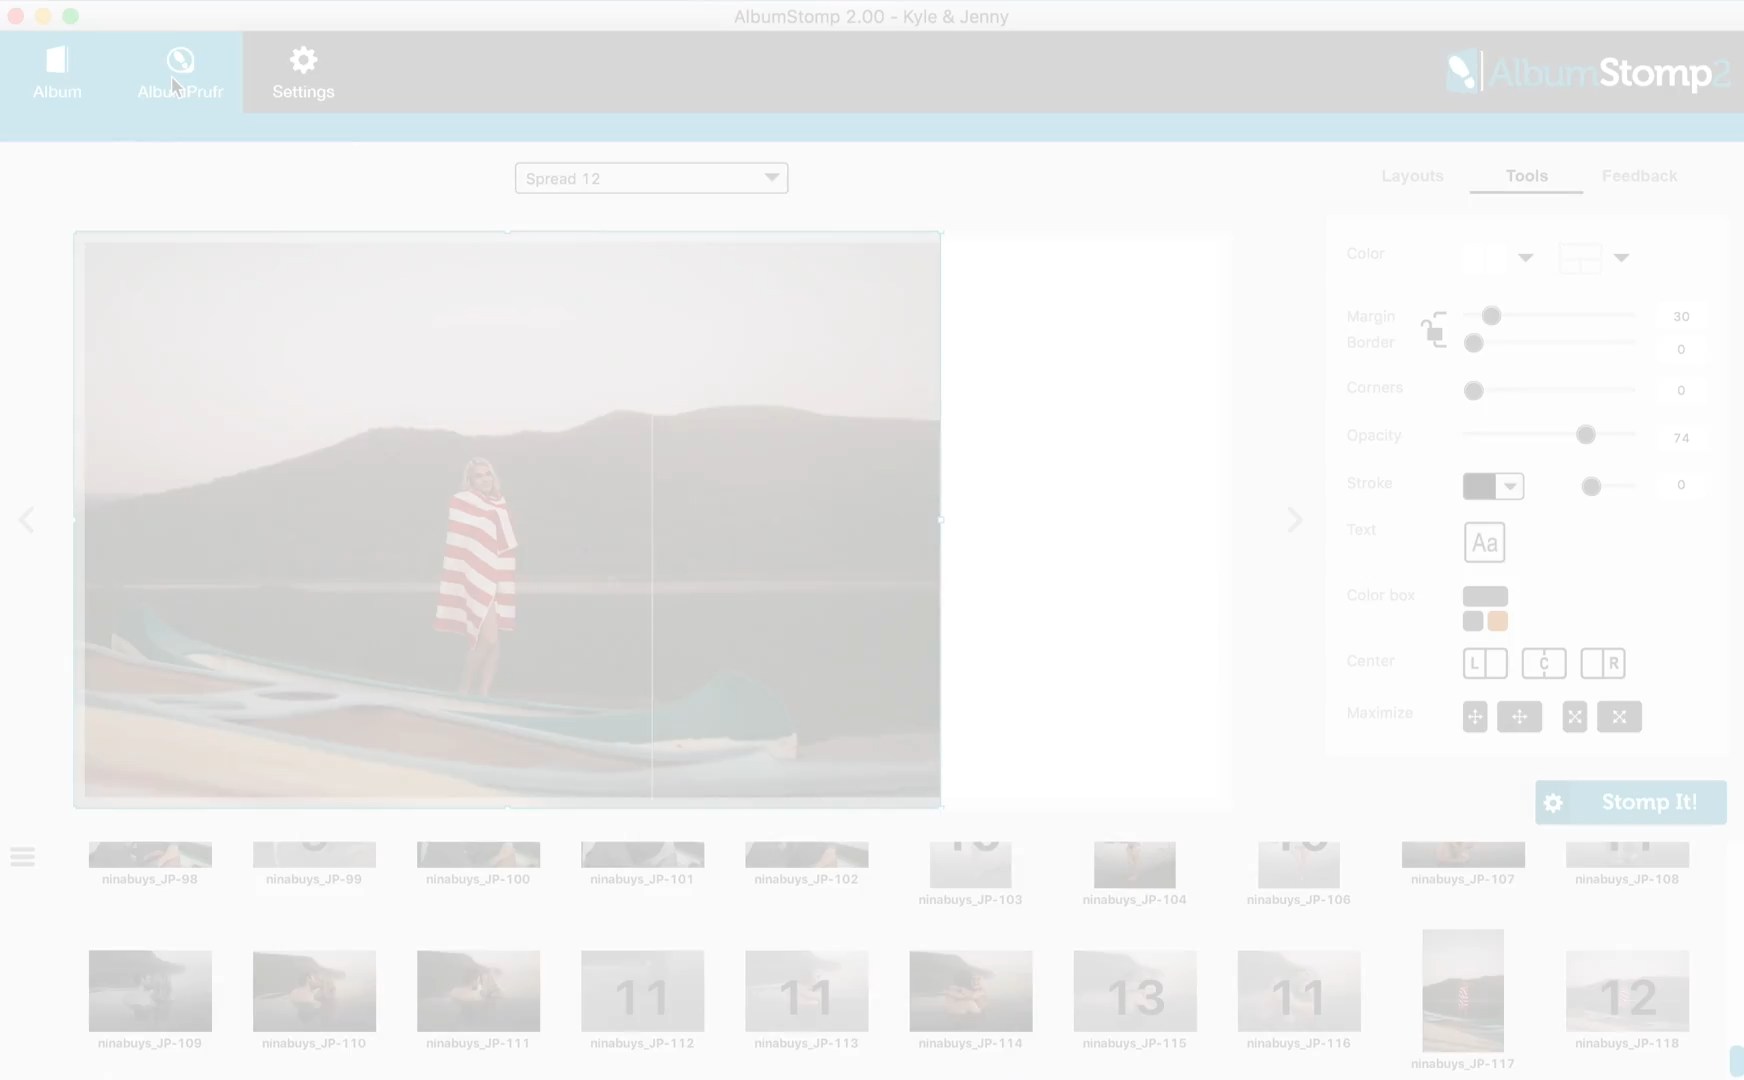 AlbumStomp 2.00 - Kyle & Jenny
Album
AlbumPrufr
Settings
AlbumStomp2
Spread 12
Layouts
Tools
Feedback
Color
Margin
30
Border
0
Corners
0
Opacity
74
Stroke
0
Text
Aa
Color box
Center
L
C
R
Maximize
Stomp It!
ninabuys_JP-98
ninabuys_JP-99
ninabuys_JP-100
ninabuys_JP-101
ninabuys_JP-102
ninabuys_JP-103
ninabuys_JP-104
ninabuys_JP-106
ninabuys_JP-107
ninabuys_JP-108
11
11
13
11
12
ninabuys_JP-109
ninabuys_JP-110
ninabuys_JP-111
ninabuys_JP-112
ninabuys_JP-113
ninabuys_JP-114
ninabuys_JP-115
ninabuys_JP-116
ninabuys_JP-117
ninabuys_JP-118